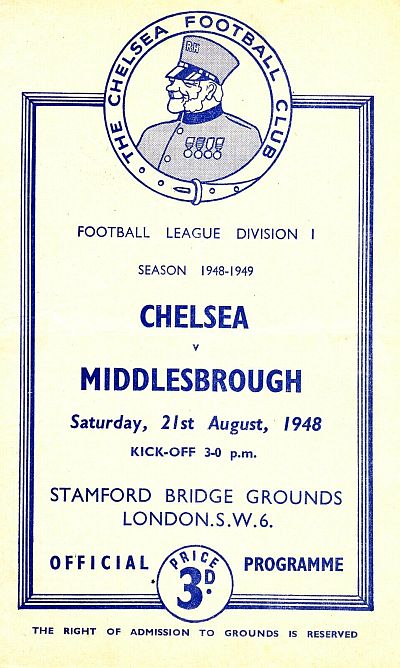 THE CHELSEA FOOTBALL CLUB
RH
FOOTBALL LEAGUE DIVISION I
SEASON 1948-1949
CHELSEA
v
MIDDLESBROUGH
Saturday, 21st August, 1948
KICK-OFF 3-0 p.m.
STAMFORD BRIDGE GROUNDS
LONDON.S.W.6.
OFFICIAL PRICE 3D. PROGRAMME
THE RIGHT OF ADMISSION TO GROUNDS IS RESERVED